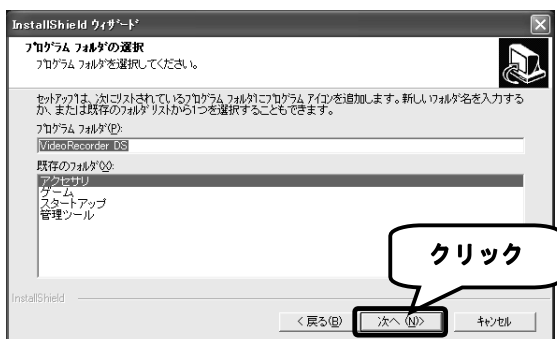 InstallShield ウィザード
プログラム フォルダの選択
プログラム フォルダを選択してください。
セットアップは、次にリストされているプログラム フォルダにプログラム アイコンを追加します。新しいフォルダ名を入力する
か、または既存のフォルダ リストから1つを選択することもできます。
プログラム フォルダ(P):
VideoRecorder DS
既存のフォルダ(X):
アクセサリ
ゲーム
スタートアップ
管理ツール
クリック
InstallShield
< 戻る(B)
次へ (N)>
キャンセル